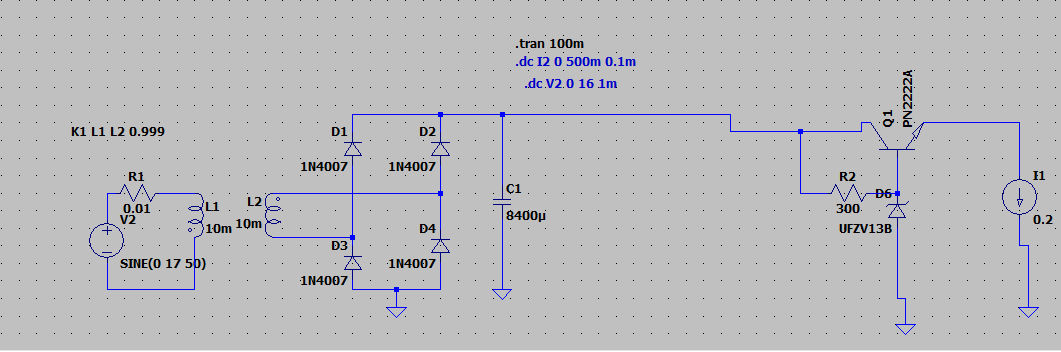 .tran 100m
.dc I2 0 500m 0.1m
.dc V2 0 16 1m
K1 L1 L2 0.999
D1
D2
Q1
PN2222A
1N4007
1N4007
R1
0.01
V2
L1
10m
L2
10m
C1
8400µ
R2
300
D6
UFZV13B
I1
0.2
D3
D4
SINE(0 17 50)
1N4007
1N4007